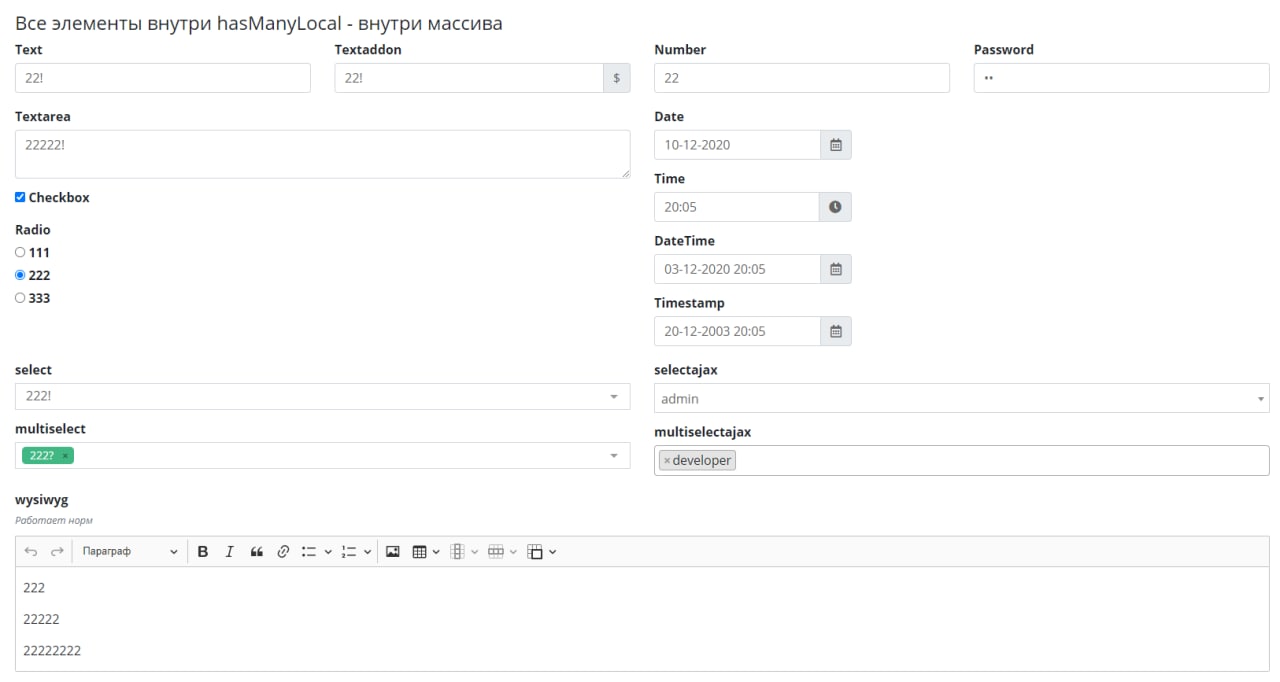 Все элементы внутри hasManyLocal - внутри массива
Text
22!
Textaddon
22!
$
Number
22
Password
••
Textarea
22222!
Checkbox
Radio
111
222
333
Date
10-12-2020
Time
20:05
DateTime
03-12-2020 20:05
Timestamp
20-12-2003 20:05
select
222!
selectajax
admin
multiselect
222? ×
multiselectajax
× developer
wysiwyg
Работает норм
Параграф
222
22222
22222222